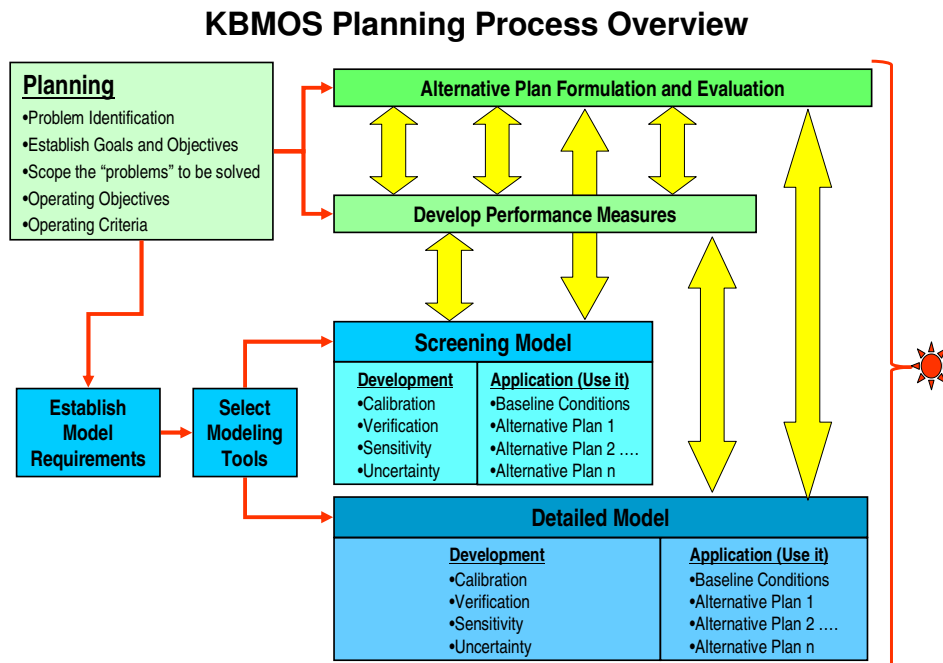 KBMOS Planning Process Overview
Planning
•Problem Identification
•Establish Goals and Objectives
•Scope the “problems” to be solved
•Operating Objectives
•Operating Criteria
Alternative Plan Formulation and Evaluation
Develop Performance Measures
Establish
Model
Requirements
Select
Modeling
Tools
Screening Model
Development
•Calibration
•Verification
•Sensitivity
•Uncertainty
Application (Use it)
•Baseline Conditions
•Alternative Plan 1
•Alternative Plan 2 ….
•Alternative Plan n
Detailed Model
Development
•Calibration
•Verification
•Sensitivity
•Uncertainty
Application (Use it)
•Baseline Conditions
•Alternative Plan 1
•Alternative Plan 2 ….
•Alternative Plan n